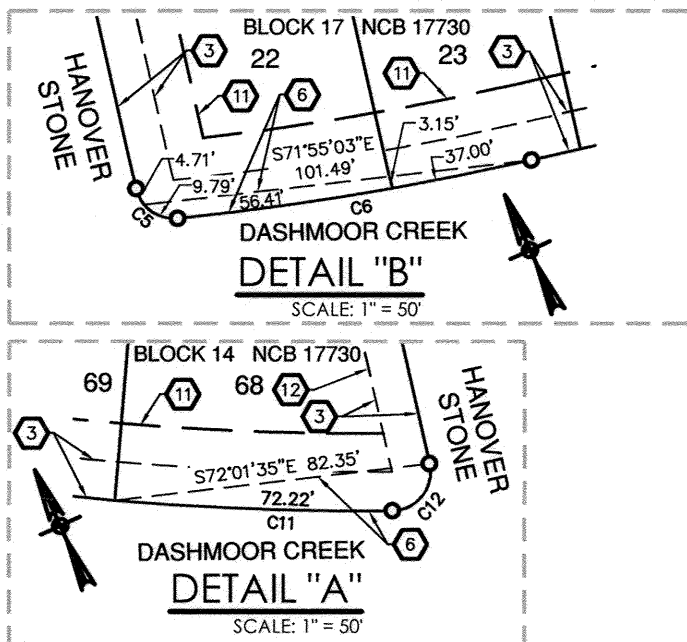 BLOCK 17 NCB 17730
3
22
23
3
HANOVER
STONE
11
6
11
4.71'
S71°55'03"E
101.49'
3.15'
37.00'
9.79'
56.41'
C5
C6
DASHMOOR CREEK
DETAIL "B"
SCALE: 1" = 50'
BLOCK 14 NCB 17730
69
11
68
12
3
HANOVER
STONE
3
S72°01'35"E 82.35'
72.22'
C11
C12
6
DASHMOOR CREEK
DETAIL "A"
SCALE: 1" = 50'